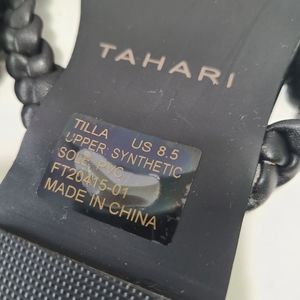 TAHARI
TILLA US 8.5
UPPER SYNTHETIC
SOLE PVC
FT20415-01
MADE IN CHINA